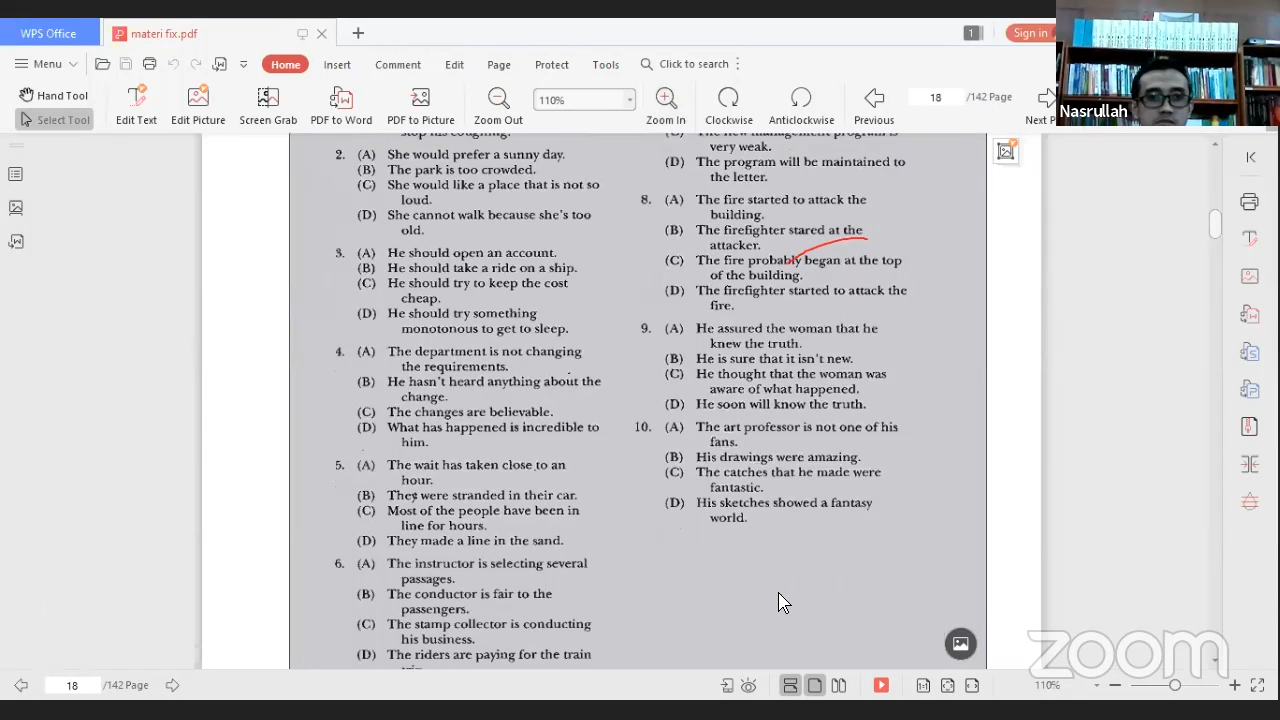 WPS Office
materi fix.pdf
1
Sign in
Menu
Home
Insert
Comment
Edit
Page
Protect
Tools
Click to search
Hand Tool
Select Tool
Edit Text
Edit Picture
Screen Grab
PDF to Word
PDF to Picture
Zoom Out
110%
Zoom In
Clockwise
Anticlockwise
Previous
18
/142 Page
Next P
Nasrullah
stop his coughing.
2. (A) She would prefer a sunny day.
(B) The park is too crowded.
(C) She would like a place that is not so
loud.
(D) She cannot walk because she's too
old.
3. (A) He should open an account.
(B) He should take a ride on a ship.
(C) He should try to keep the cost
cheap.
(D) He should try something
monotonous to get to sleep.
4. (A) The department is not changing
the requirements.
(B) He hasn't heard anything about the
change.
(C) The changes are believable.
(D) What has happened is incredible to
him.
5. (A) The wait has taken close to an
hour.
(B) They were stranded in their car.
(C) Most of the people have been in
line for hours.
(D) They made a line in the sand.
6. (A) The instructor is selecting several
passages.
(B) The conductor is fair to the
passengers.
(C) The stamp collector is conducting
his business.
(D) The riders are paying for the train
(C) The new management program is
very weak.
(D) The program will be maintained to
the letter.
8. (A) The fire started to attack the
building.
(B) The firefighter stared at the
attacker.
(C) The fire probably began at the top
of the building.
(D) The firefighter started to attack the
fire.
9. (A) He assured the woman that he
knew the truth.
(B) He is sure that it isn't new.
(C) He thought that the woman was
aware of what happened.
(D) He soon will know the truth.
10. (A) The art professor is not one of his
fans.
(B) His drawings were amazing.
(C) The catches that he made were
fantastic.
(D) His sketches showed a fantasy
world.
zoom
18
/142 Page
110%